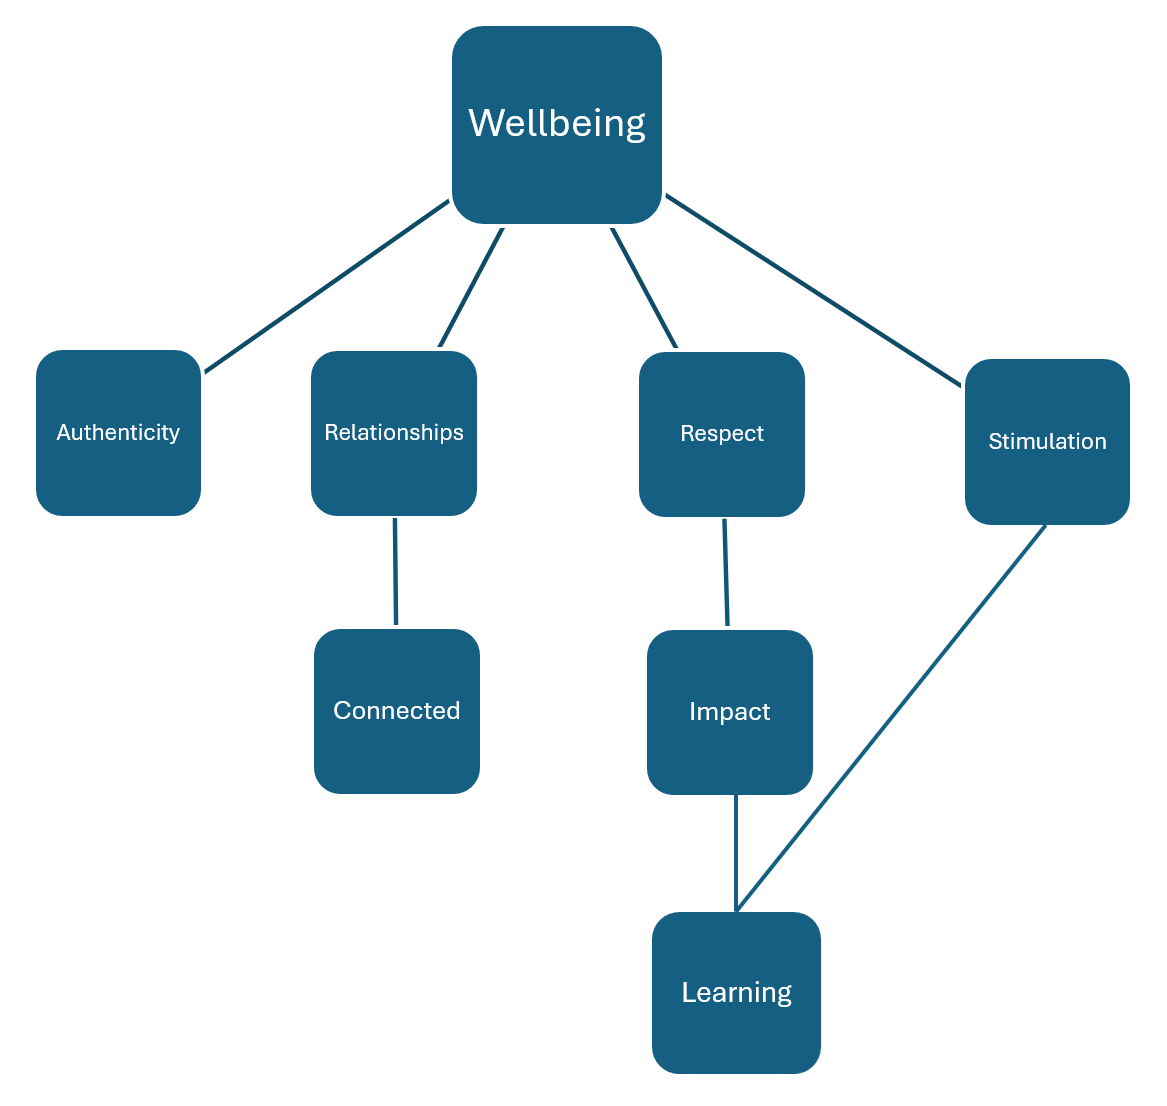 Wellbeing
Authenticity
Relationships
Respect
Stimulation
Connected
Impact
Learning